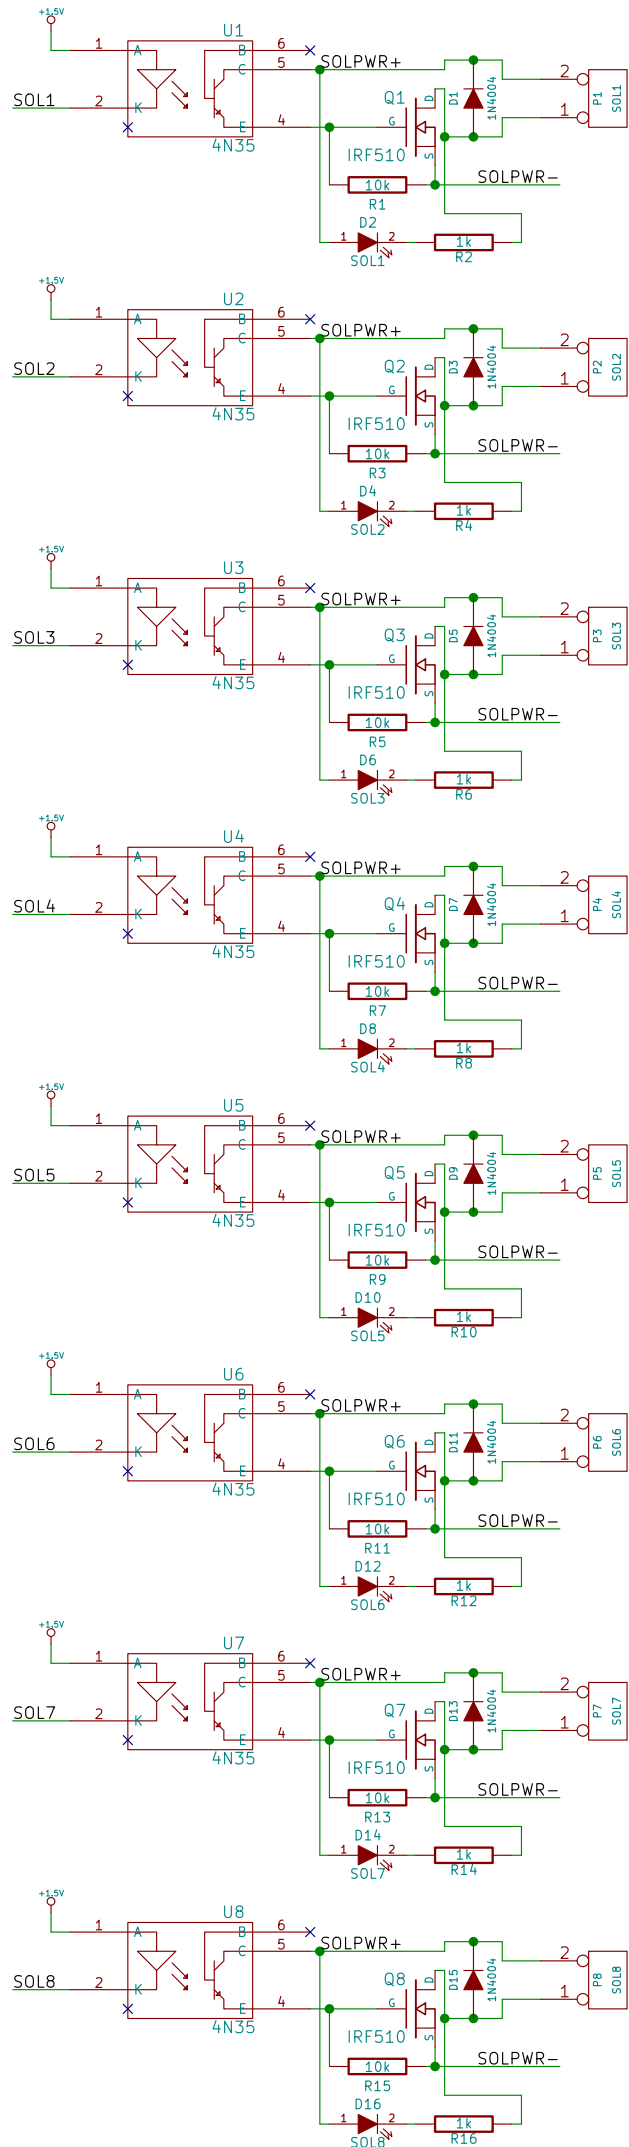 +1.5V
U1
1 A B 6
C 5 SOLPWR+
SOL1 2 K
E 4
4N35
Q1 D G S
IRF510
D1 1N4004
2 1 P1 SOL1
SOLPWR-
10k
R1
D2
1 2
SOL1
1k
R2
+1.5V
U2
1 A B 6
C 5 SOLPWR+
SOL2 2 K
E 4
4N35
Q2 D G S
IRF510
D3 1N4004
2 1 P2 SOL2
SOLPWR-
10k
R3
D4
1 2
SOL2
1k
R4
+1.5V
U3
1 A B 6
C 5 SOLPWR+
SOL3 2 K
E 4
4N35
Q3 D G S
IRF510
D5 1N4004
2 1 P3 SOL3
SOLPWR-
10k
R5
D6
1 2
SOL3
1k
R6
+1.5V
U4
1 A B 6
C 5 SOLPWR+
SOL4 2 K
E 4
4N35
Q4 D G S
IRF510
D7 1N4004
2 1 P4 SOL4
SOLPWR-
10k
R7
D8
1 2
SOL4
1k
R8
+1.5V
U5
1 A B 6
C 5 SOLPWR+
SOL5 2 K
E 4
4N35
Q5 D G S
IRF510
D9 1N4004
2 1 P5 SOL5
SOLPWR-
10k
R9
D10
1 2
SOL5
1k
R10
+1.5V
U6
1 A B 6
C 5 SOLPWR+
SOL6 2 K
E 4
4N35
Q6 D G S
IRF510
D11 1N4004
2 1 P6 SOL6
SOLPWR-
10k
R11
D12
1 2
SOL6
1k
R12
+1.5V
U7
1 A B 6
C 5 SOLPWR+
SOL7 2 K
E 4
4N35
Q7 D G S
IRF510
D13 1N4004
2 1 P7 SOL7
SOLPWR-
10k
R13
D14
1 2
SOL7
1k
R14
+1.5V
U8
1 A B 6
C 5 SOLPWR+
SOL8 2 K
E 4
4N35
Q8 D G S
IRF510
D15 1N4004
2 1 P8 SOL8
SOLPWR-
10k
R15
D16
1 2
SOL8
1k
R16